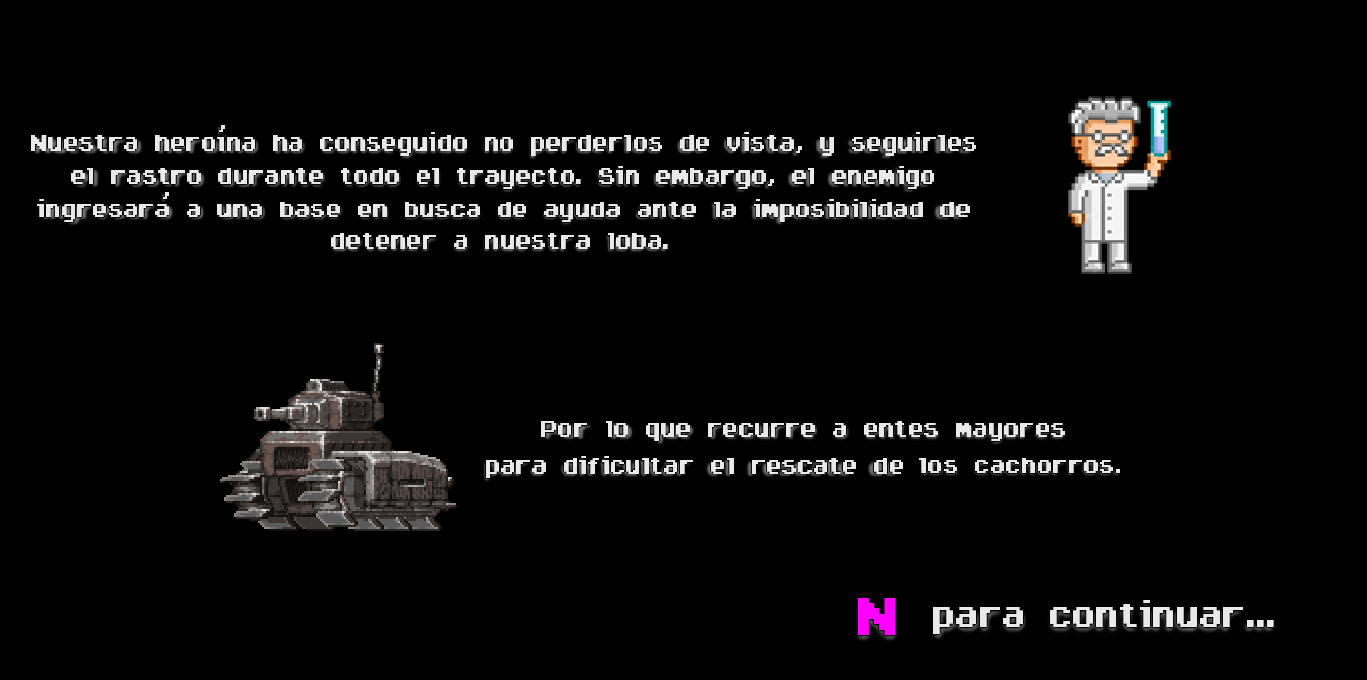 Nuestra heroína ha conseguido no perderlos de vista, y seguirles
el rastro durante todo el trayecto. Sin embargo, el enemigo
ingresará a una base en busca de ayuda ante la imposibilidad de
detener a nuestra loba.
Por lo que recurre a entes mayores
para dificultar el rescate de los cachorros.
N para continuar...